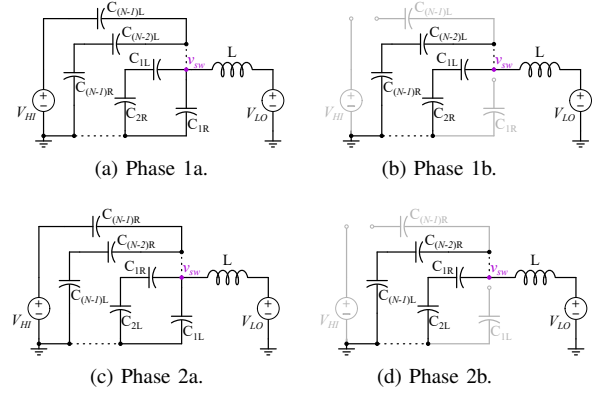 C(N-1)L
C(N-2)L
C1L
vsw
L
C(N-1)R
C2R
C1R
VHI
VLO
(a) Phase 1a.
C(N-1)L
C(N-2)L
C1L
vsw
L
C(N-1)R
C2R
C1R
VHI
VLO
(b) Phase 1b.
C(N-1)R
C(N-2)R
C1R
vsw
L
C(N-1)L
C2L
C1L
VHI
VLO
(c) Phase 2a.
C(N-1)R
C(N-2)R
C1R
vsw
L
C(N-1)L
C2L
C1L
VHI
VLO
(d) Phase 2b.